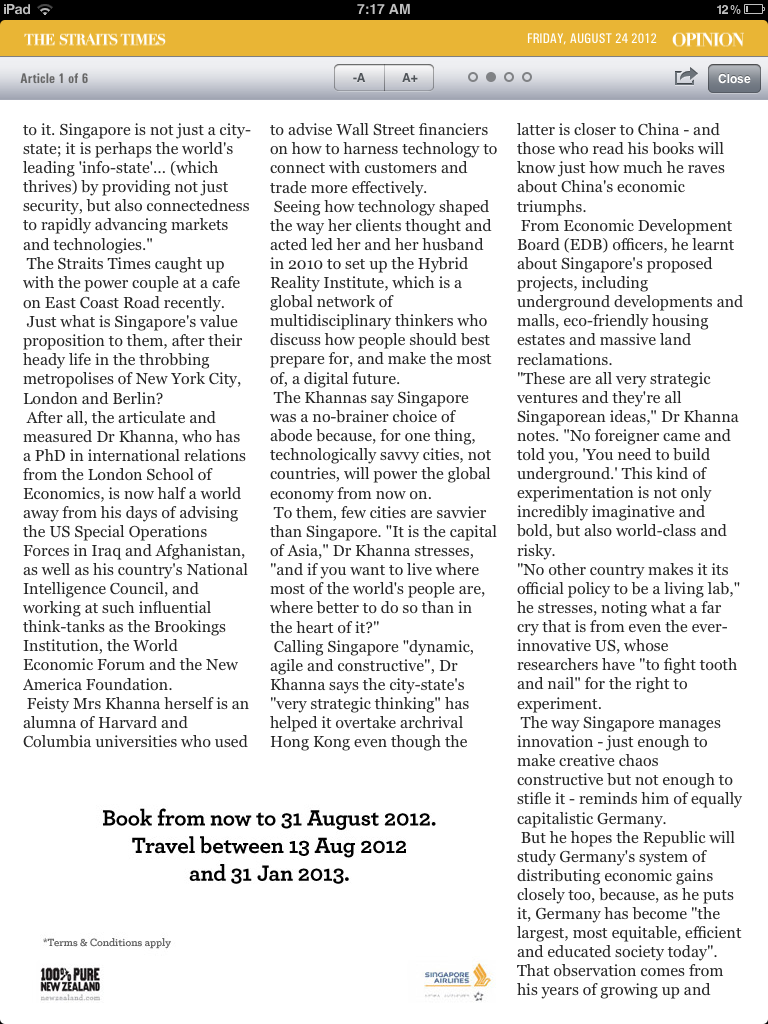 iPad
7:17 AM
12%
THE STRAITS TIMES
FRIDAY, AUGUST 24 2012 OPINION
Article 1 of 6
-A
A+
Close
to it. Singapore is not just a city-
state; it is perhaps the world's
leading 'info-state'... (which
thrives) by providing not just
security, but also connectedness
to rapidly advancing markets
and technologies."
The Straits Times caught up
with the power couple at a cafe
on East Coast Road recently.
Just what is Singapore's value
proposition to them, after their
heady life in the throbbing
metropolises of New York City,
London and Berlin?
After all, the articulate and
measured Dr Khanna, who has
a PhD in international relations
from the London School of
Economics, is now half a world
away from his days of advising
the US Special Operations
Forces in Iraq and Afghanistan,
as well as his country's National
Intelligence Council, and
working at such influential
think-tanks as the Brookings
Institution, the World
Economic Forum and the New
America Foundation.
Feisty Mrs Khanna herself is an
alumna of Harvard and
Columbia universities who used
to advise Wall Street financiers
on how to harness technology to
connect with customers and
trade more effectively.
Seeing how technology shaped
the way her clients thought and
acted led her and her husband
in 2010 to set up the Hybrid
Reality Institute, which is a
global network of
multidisciplinary thinkers who
discuss how people should best
prepare for, and make the most
of, a digital future.
The Khannas say Singapore
was a no-brainer choice of
abode because, for one thing,
technologically savvy cities, not
countries, will power the global
economy from now on.
To them, few cities are savvier
than Singapore. "It is the capital
of Asia," Dr Khanna stresses,
"and if you want to live where
most of the world's people are,
where better to do so than in
the heart of it?"
Calling Singapore "dynamic,
agile and constructive", Dr
Khanna says the city-state's
"very strategic thinking" has
helped it overtake archrival
Hong Kong even though the
latter is closer to China - and
those who read his books will
know just how much he raves
about China's economic
triumphs.
From Economic Development
Board (EDB) officers, he learnt
about Singapore's proposed
projects, including
underground developments and
malls, eco-friendly housing
estates and massive land
reclamations.
"These are all very strategic
ventures and they're all
Singaporean ideas," Dr Khanna
notes. "No foreigner came and
told you, 'You need to build
underground.' This kind of
experimentation is not only
incredibly imaginative and
bold, but also world-class and
risky.
"No other country makes it its
official policy to be a living lab,"
he stresses, noting what a far
cry that is from even the ever-
innovative US, whose
researchers have "to fight tooth
and nail" for the right to
experiment.
The way Singapore manages
innovation - just enough to
make creative chaos
constructive but not enough to
stifle it - reminds him of equally
capitalistic Germany.
But he hopes the Republic will
study Germany's system of
distributing economic gains
closely too, because, as he puts
it, Germany has become "the
largest, most equitable, efficient
and educated society today".
That observation comes from
his years of growing up and
Book from now to 31 August 2012.
Travel between 13 Aug 2012
and 31 Jan 2013.
*Terms & Conditions apply
100% PURE
NEW ZEALAND
newzealand.com
SINGAPORE
AIRLINES